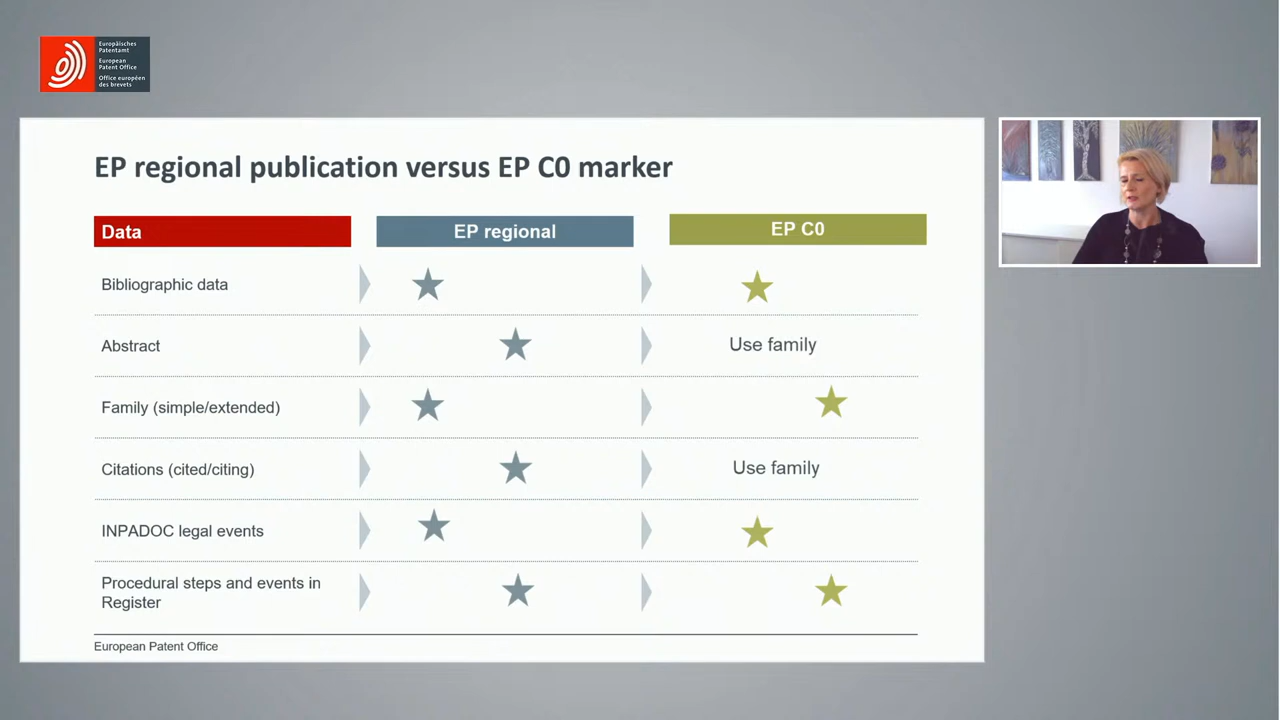 Europäisches
Patentamt
European
Patent Office
Office européen
des brevets
EP regional publication versus EP C0 marker
Data
EP regional
EP C0
Bibliographic data
Abstract
Use family
Family (simple/extended)
Citations (cited/citing)
Use family
INPADOC legal events
Procedural steps and events in
Register
European Patent Office